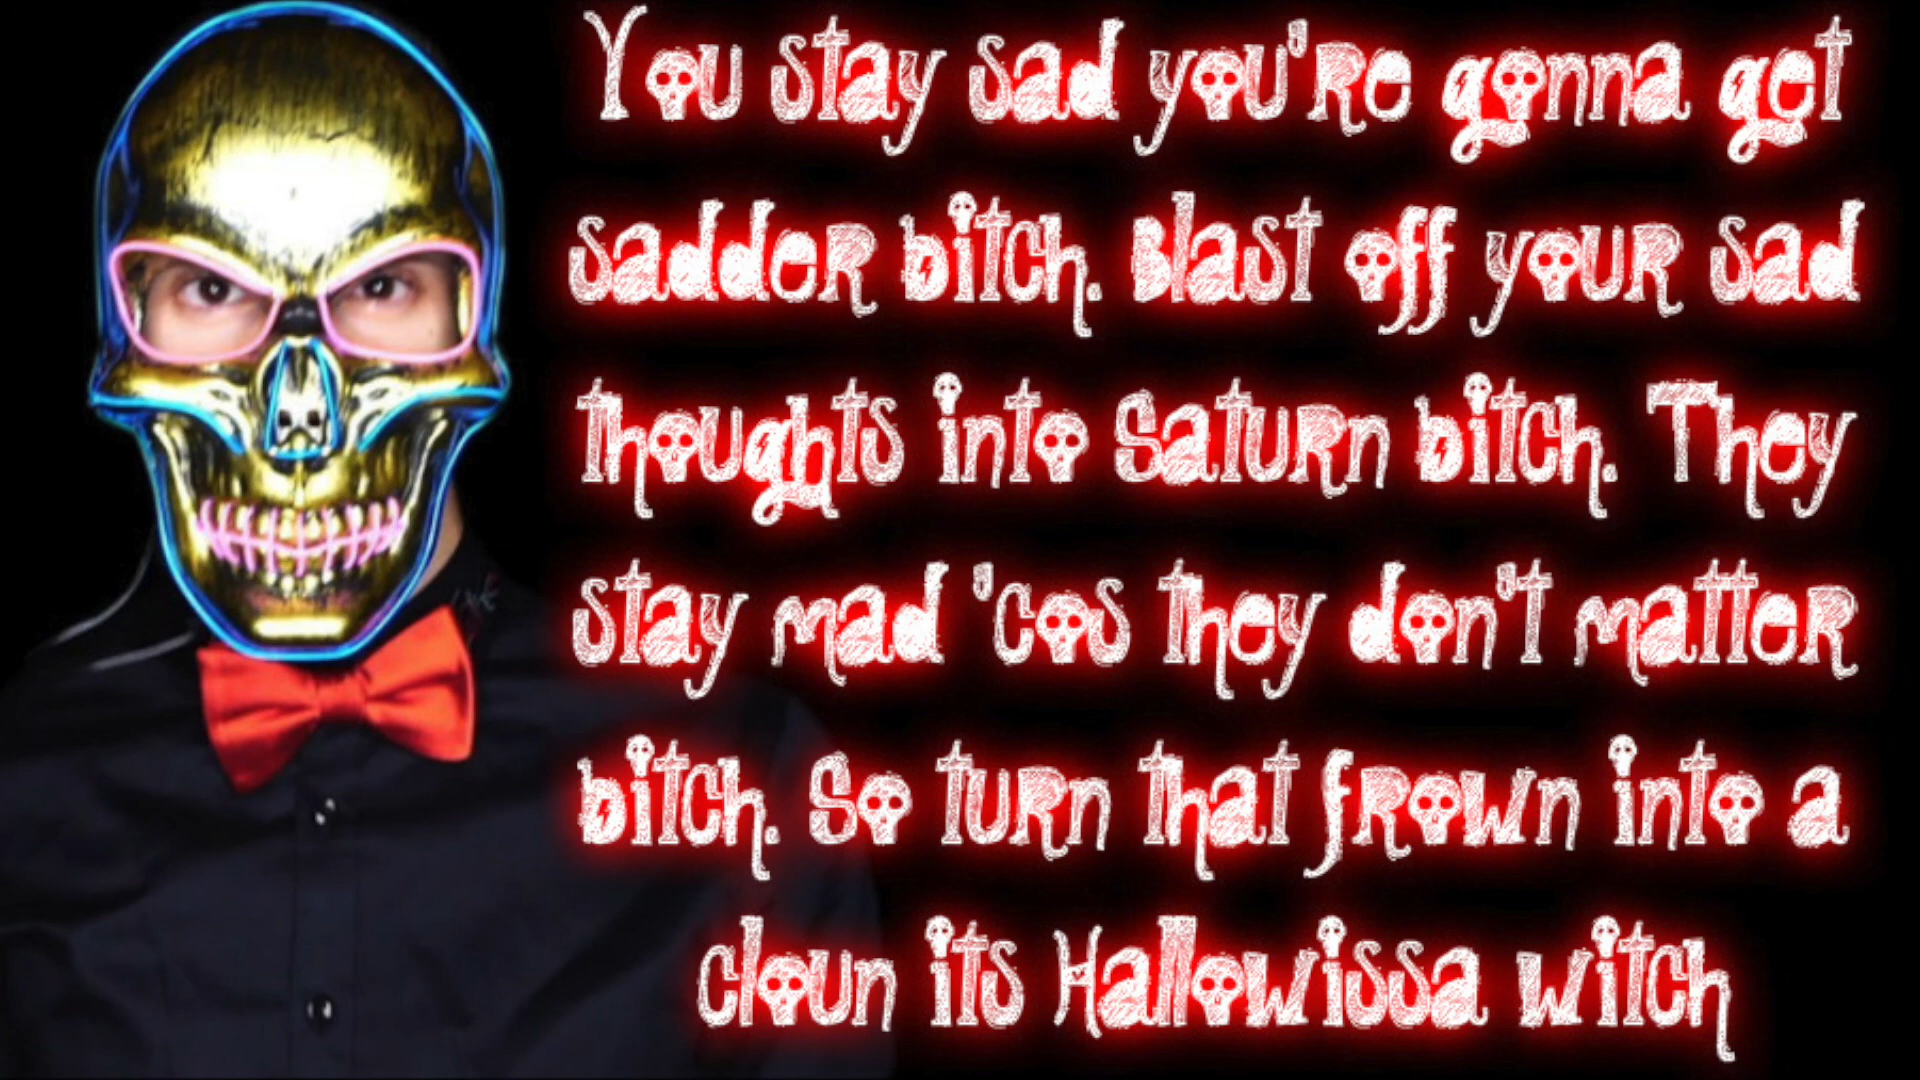 You stay sad you're gonna get
sadder bitch. Blast off your sad
thoughts into Saturn bitch. They
stay mad 'cos they don't matter
bitch. So turn that frown into a
cloun its Hallowissa witch